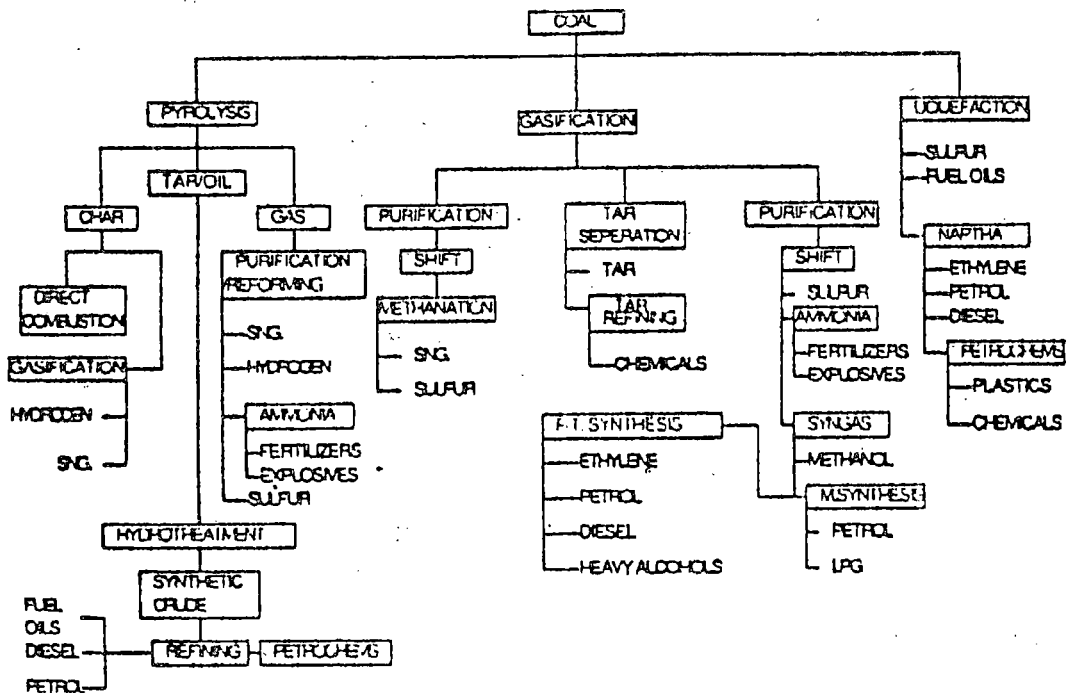 COAL
PYROLYSIS
GASIFICATION
LIQUEFACTION
SULFUR
FUEL OILS
TAR/OIL
CHAR
GAS
PURIFICATION
TAR
SEPERATION
PURIFICATION
NAPTHA
PURIFICATION
/REFORMING
SHIFT
SHIFT
TAR
ETHYLENE
DIRECT
COMBUSTION
METHANATION
SULFUR
PETROL
TAR
REFINING
AMMONIA
DIESEL
SNG.
SNG.
FERTILIZERS
PETROCHEMS
GASIFICATION
HYDROGEN
SULFUR
CHEMICALS
EXPLOSIVES
PLASTICS
HYDROGEN
AMMONIA
F.T. SYNTHESIS
SYNGAS
CHEMICALS
SNG.
FERTILIZERS
ETHYLENE
METHANOL
EXPLOSIVES
SULFUR
PETROL
M.SYNTHESIS
HYDROTREATMENT
DIESEL
PETROL
SYNTHETIC
CRUDE
HEAVY ALCOHOLS
LPG
FUEL
OILS
DIESEL
REFINING
PETROCHEMS
PETROL